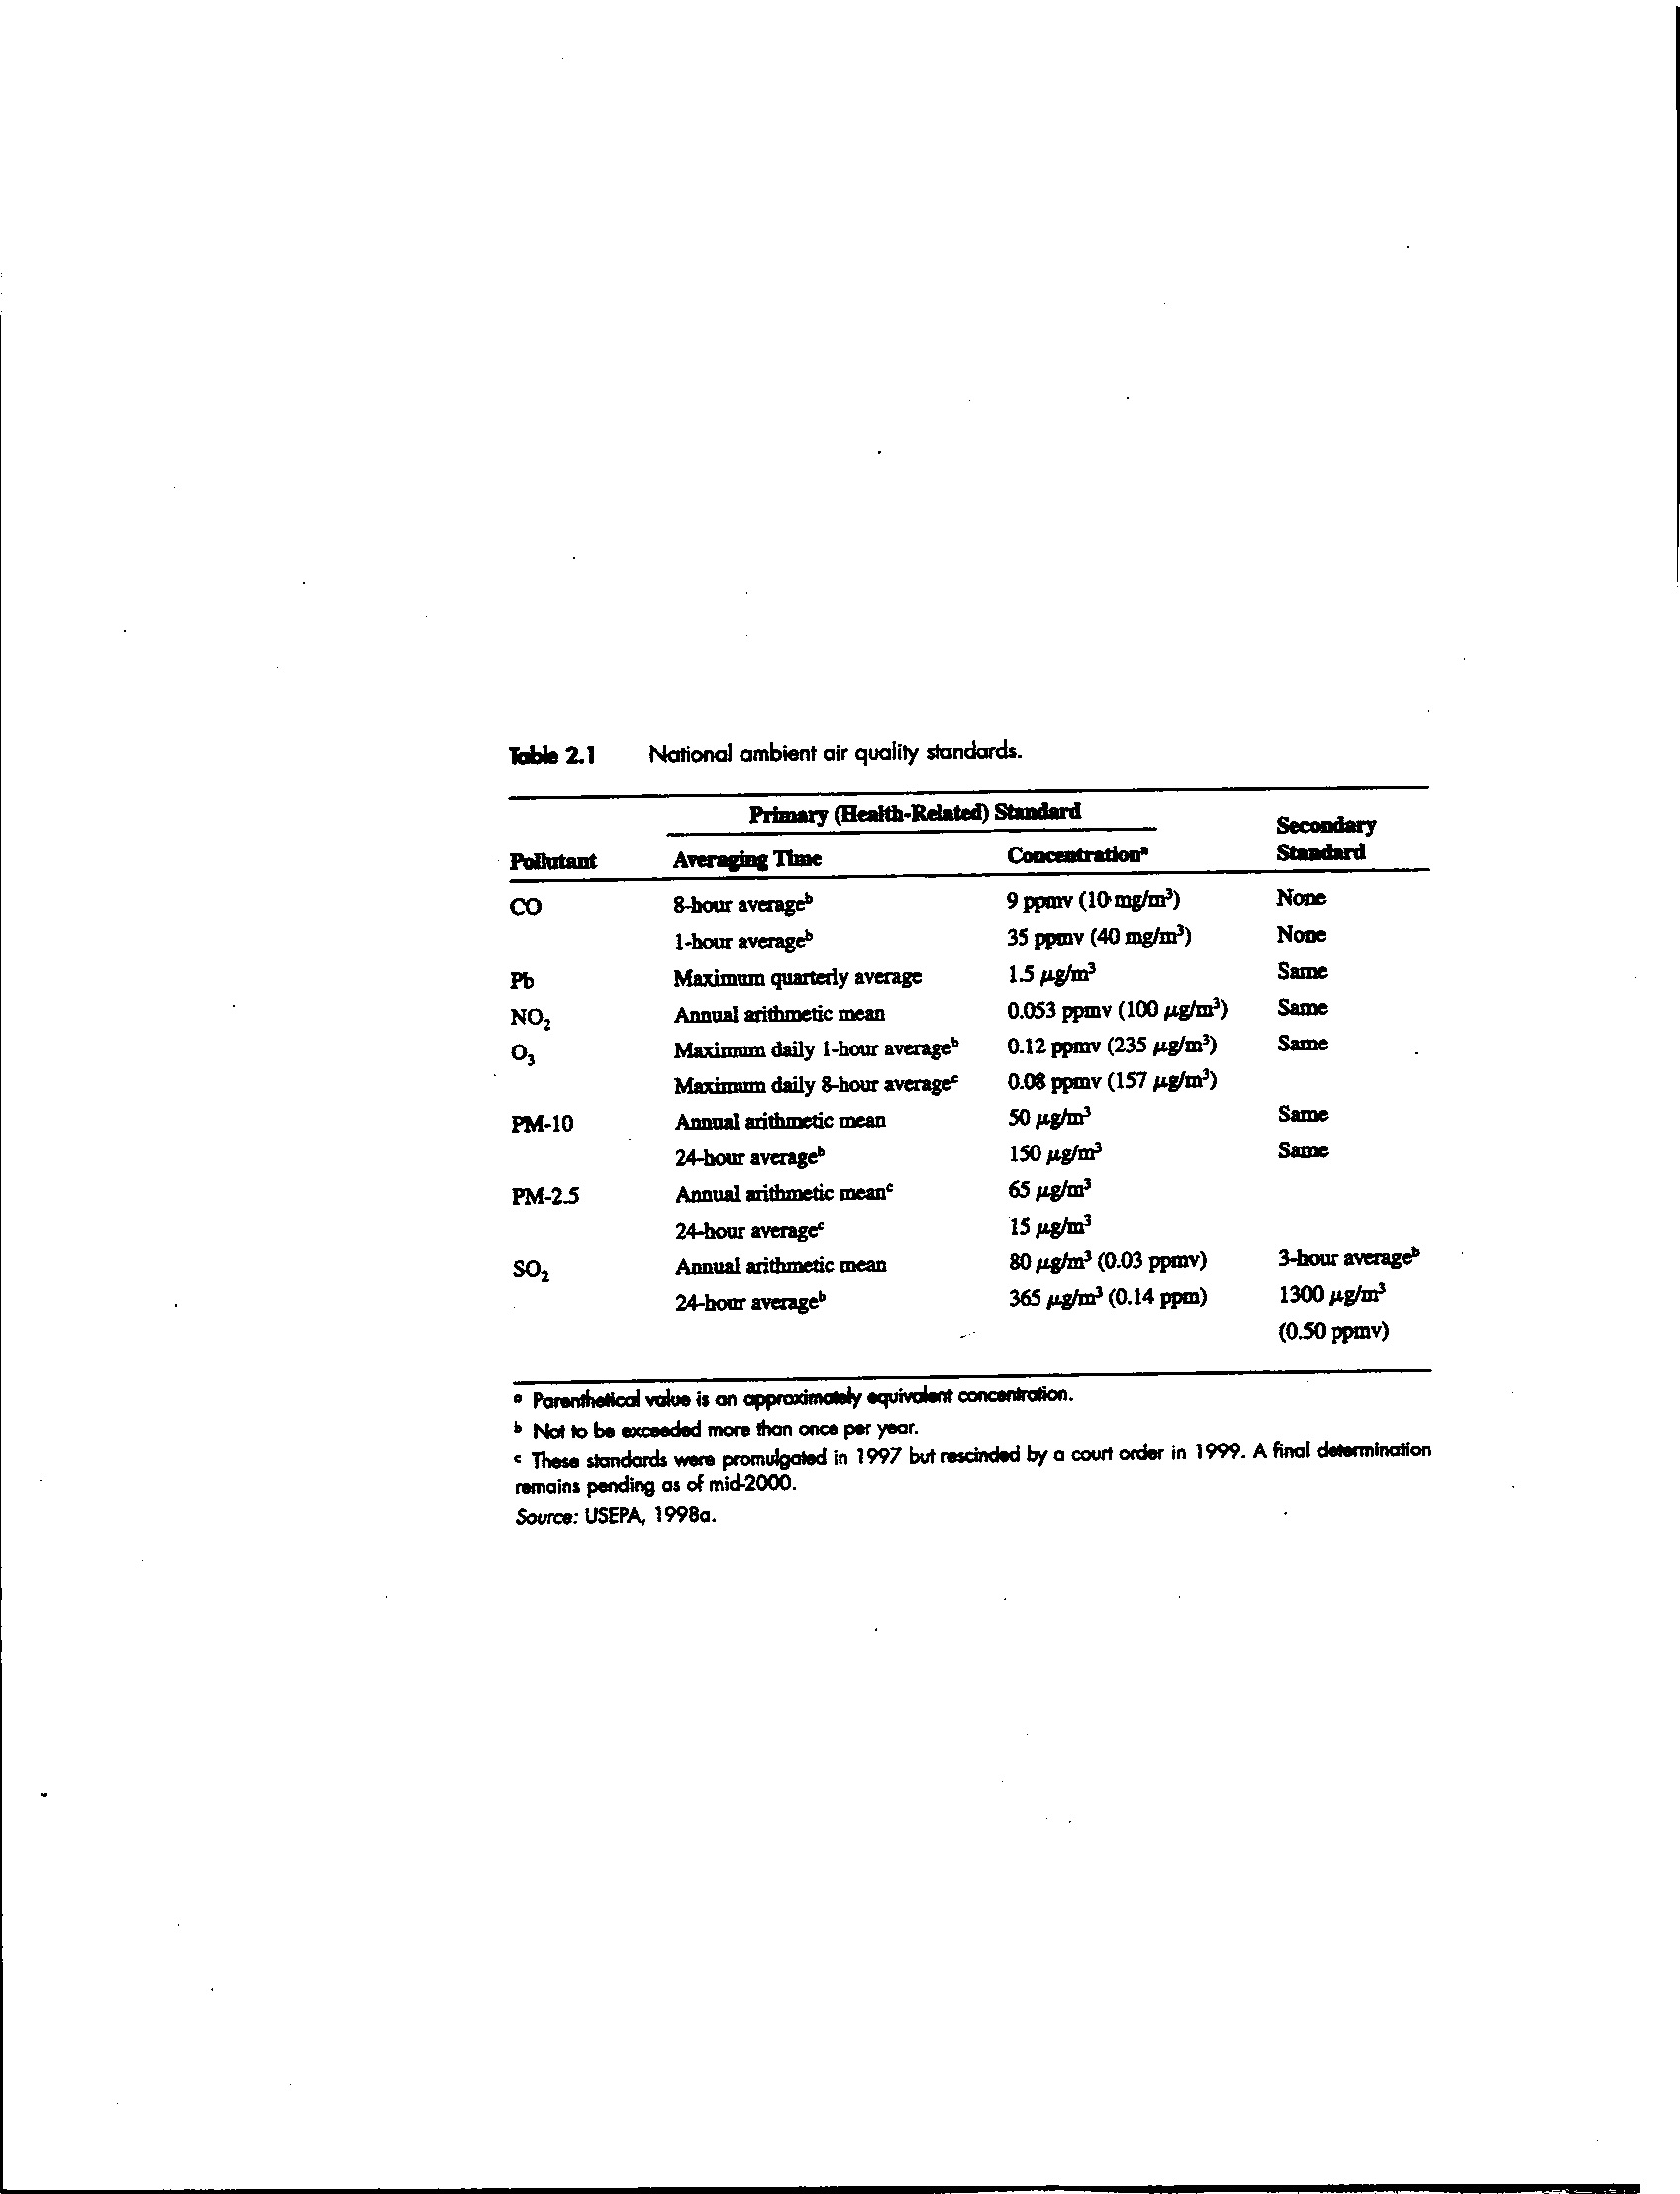 Table 2.1 National ambient air quality standards.
Primary (Health-Related) Standard
Secondary
Pollutant Averaging Time Concentrationᵃ Standard
CO 8-hour averageᵇ 9 ppmv (10 mg/m³) None
1-hour averageᵇ 35 ppmv (40 mg/m³) None
Pb Maximum quarterly average 1.5 μg/m³ Same
NO₂ Annual arithmetic mean 0.053 ppmv (100 μg/m³) Same
O₃ Maximum daily 1-hour averageᵇ 0.12 ppmv (235 μg/m³) Same
Maximum daily 8-hour averageᶜ 0.08 ppmv (157 μg/m³)
PM-10 Annual arithmetic mean 50 μg/m³ Same
24-hour averageᵇ 150 μg/m³ Same
PM-2.5 Annual arithmetic meanᶜ 65 μg/m³
24-hour averageᶜ 15 μg/m³
SO₂ Annual arithmetic mean 80 μg/m³ (0.03 ppmv) 3-hour averageᵇ
24-hour averageᵇ 365 μg/m³ (0.14 ppm) 1300 μg/m³
(0.50 ppmv)
ᵃ Parenthetical value is an approximately equivalent concentration.
ᵇ Not to be exceeded more than once per year.
ᶜ These standards were promulgated in 1997 but rescinded by a court order in 1999. A final determination
remains pending as of mid-2000.
Source: USEPA, 1998a.